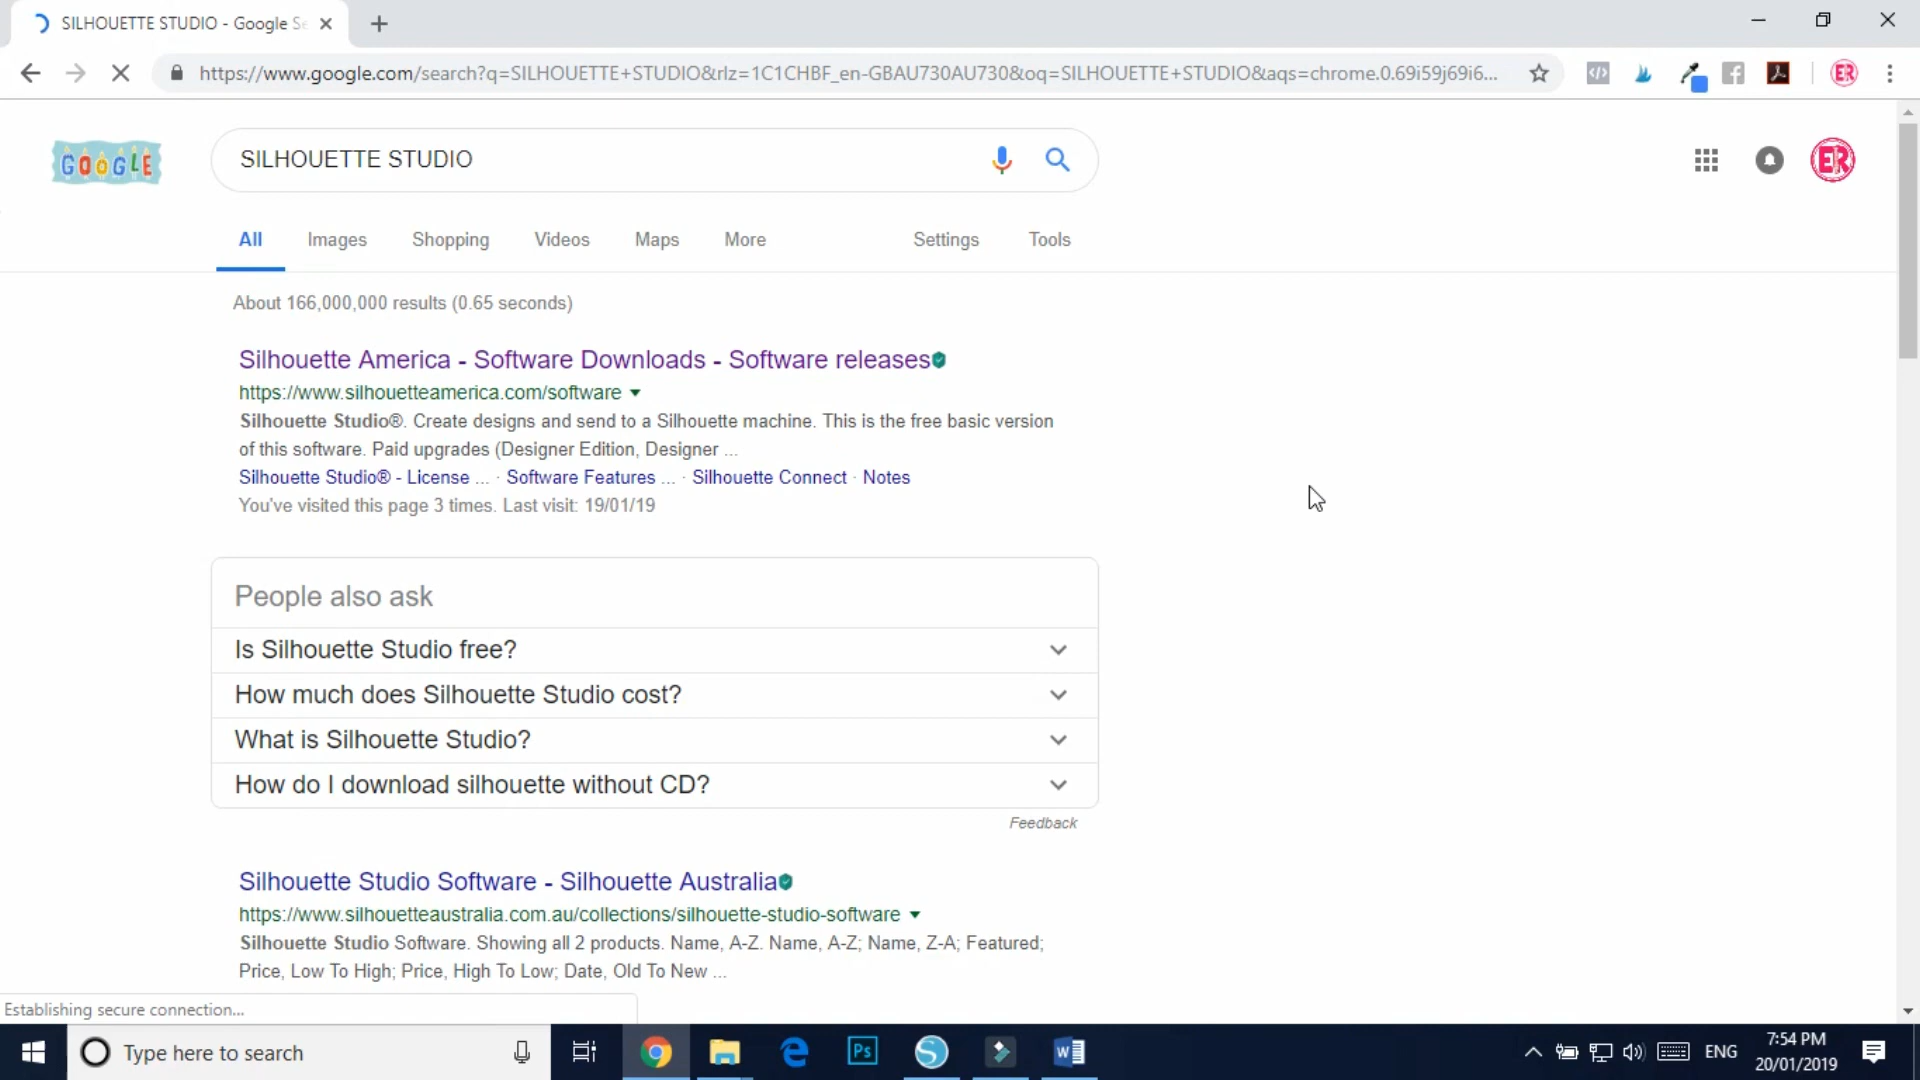 SILHOUETTE STUDIO - Google Se
https://www.google.com/search?q=SILHOUETTE+STUDIO&rlz=1C1CHBF_en-GBAU730AU730&oq=SILHOUETTE+STUDIO&aqs=chrome.0.69i59j69i6...
ER
GOOGLE
SILHOUETTE STUDIO
ER
All Images Shopping Videos Maps More Settings Tools
About 166,000,000 results (0.65 seconds)
Silhouette America - Software Downloads - Software releases
https://www.silhouetteamerica.com/software
Silhouette Studio®. Create designs and send to a Silhouette machine. This is the free basic version
of this software. Paid upgrades (Designer Edition, Designer ...
Silhouette Studio® - License ... · Software Features ... · Silhouette Connect · Notes
You've visited this page 3 times. Last visit: 19/01/19
People also ask
Is Silhouette Studio free?
How much does Silhouette Studio cost?
What is Silhouette Studio?
How do I download silhouette without CD?
Feedback
Silhouette Studio Software - Silhouette Australia
https://www.silhouetteaustralia.com.au/collections/silhouette-studio-software
Silhouette Studio Software. Showing all 2 products. Name, A-Z. Name, A-Z; Name, Z-A; Featured;
Price, Low To High; Price, High To Low; Date, Old To New ...
Establishing secure connection...
Type here to search
Ps
ENG
7:54 PM
20/01/2019